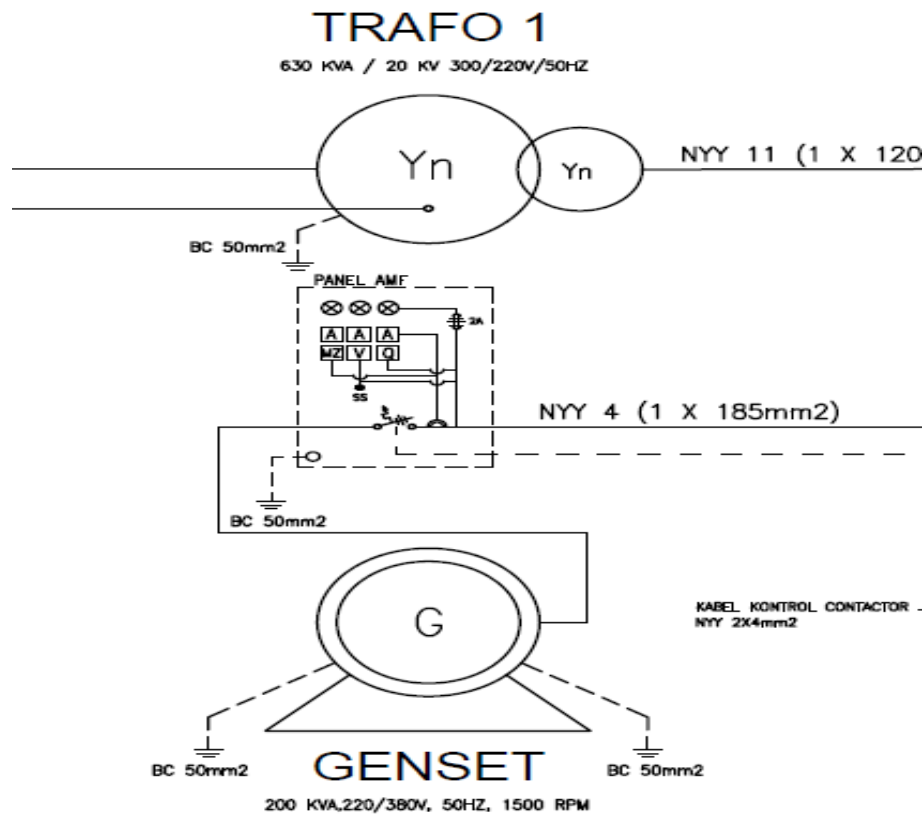 TRAFO 1
630 KVA / 20 KV 300/220V/50HZ
Yn
Yn
NYY 11 (1 X 120
BC 50mm2
PANEL AMF
2A
A A A
MZ V Q
SS
NYY 4 (1 X 185mm2)
BC 50mm2
G
KABEL KONTROL CONTACTOR
NYY 2X4mm2
BC 50mm2
BC 50mm2
GENSET
200 KVA,220/380V, 50HZ, 1500 RPM